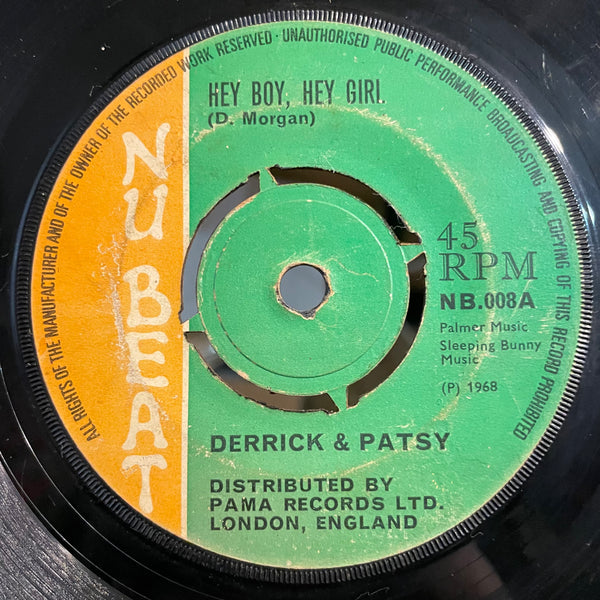 ALL RIGHTS OF THE MANUFACTURER AND OF THE OWNER OF THE RECORDED WORK RESERVED · UNAUTHORISED PUBLIC PERFORMANCE BROADCASTING AND COPYING OF THIS RECORD PROHIBITED
NU BEAT
HEY BOY, HEY GIRL
(D. Morgan)
45
RPM
NB.008A
Palmer Music
Sleeping Bunny
Music
(P) 1968
DERRICK & PATSY
DISTRIBUTED BY
PAMA RECORDS LTD.
LONDON, ENGLAND